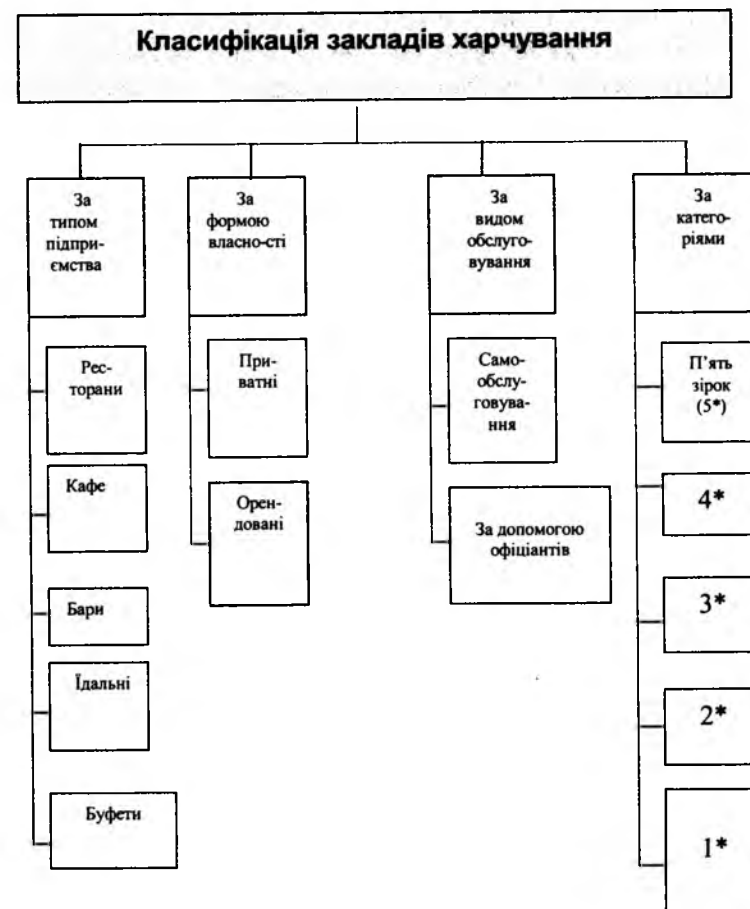 Класифікація закладів харчування
За
типом
підпри-
ємства
За
формою
власно-сті
За
видом
обслуго-
вування
За
катего-
ріями
Рес-
торани
Кафе
Бари
Їдальні
Буфети
При-
ватні
Орен-
довані
Само-
обслу-
говува-
ння
За допомогою
офіціантів
П’ять
зірок
(5*)
4*
3*
2*
1*